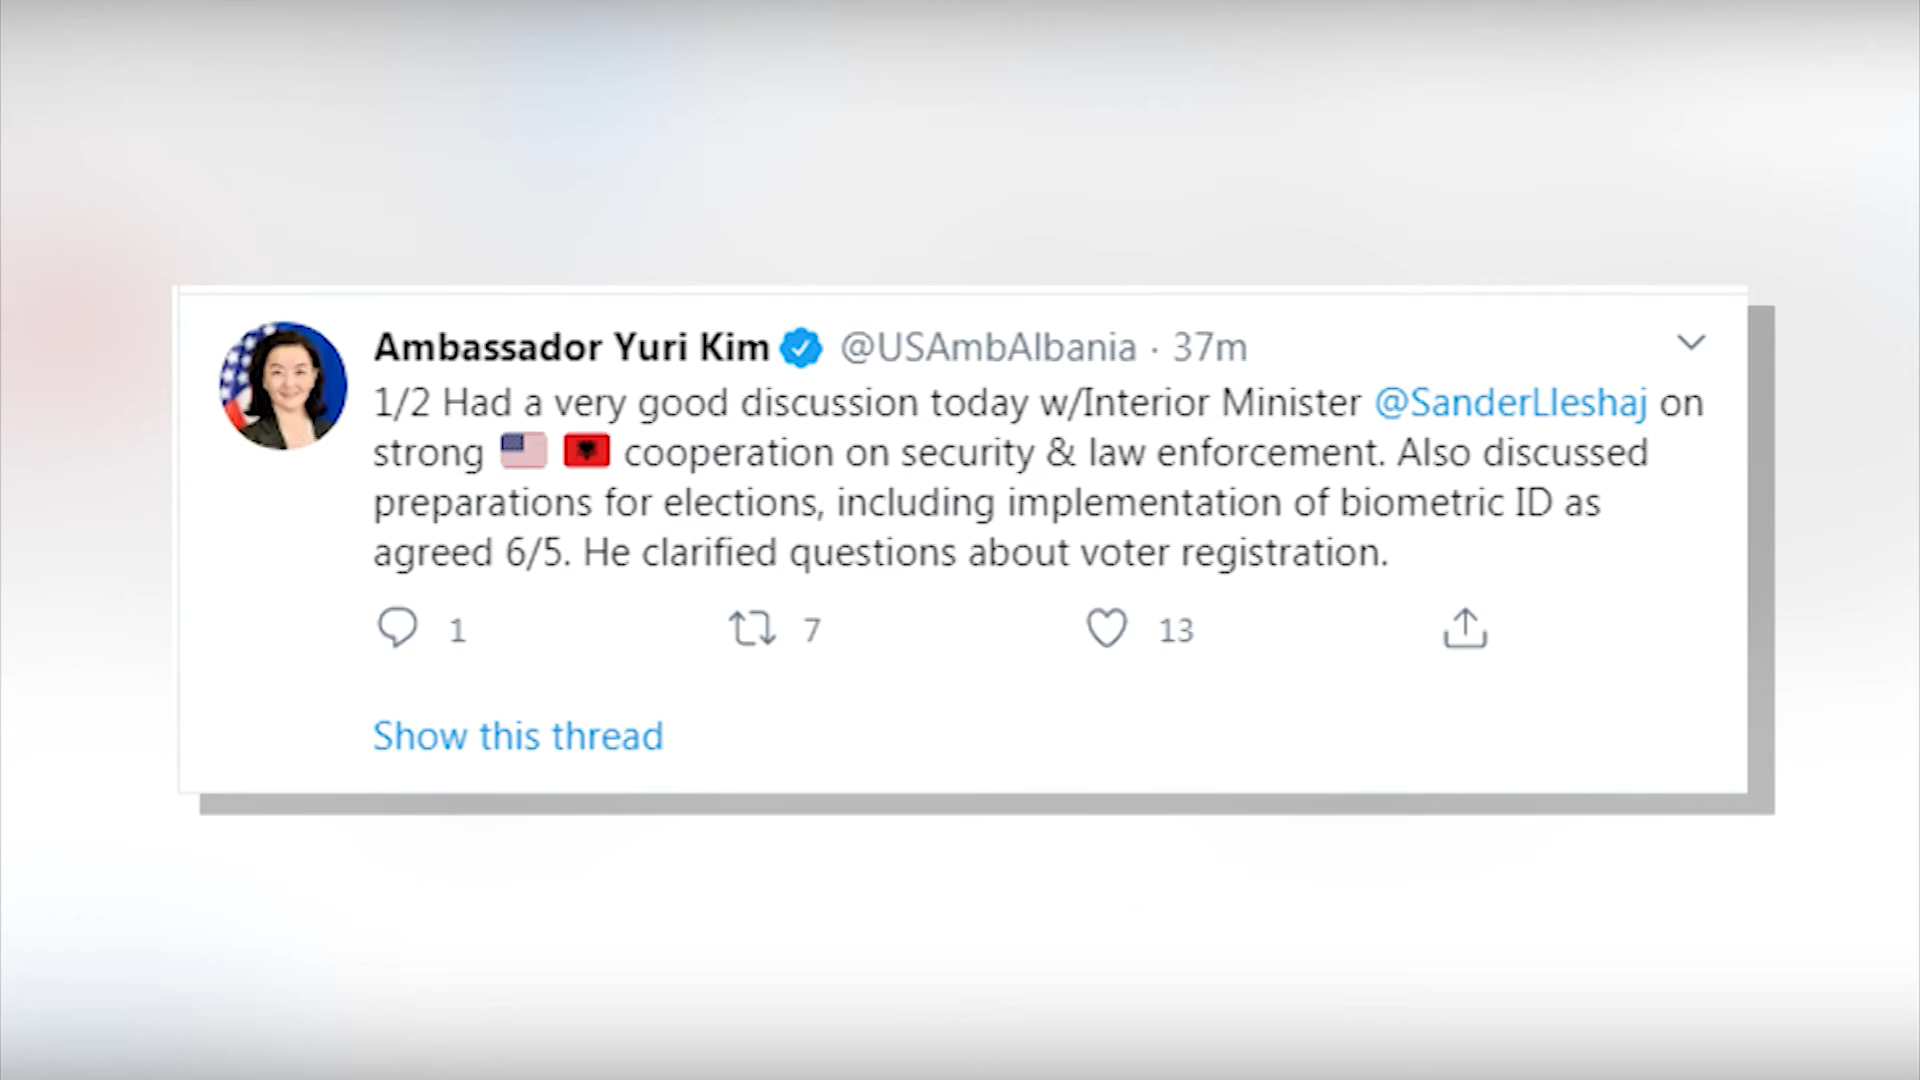 Ambassador Yuri Kim @USAmbAlbania · 37m
1/2 Had a very good discussion today w/Interior Minister @SanderLleshaj on
strong 🇺🇸 🇦🇱 cooperation on security & law enforcement. Also discussed
preparations for elections, including implementation of biometric ID as
agreed 6/5. He clarified questions about voter registration.
1 7 13
Show this thread